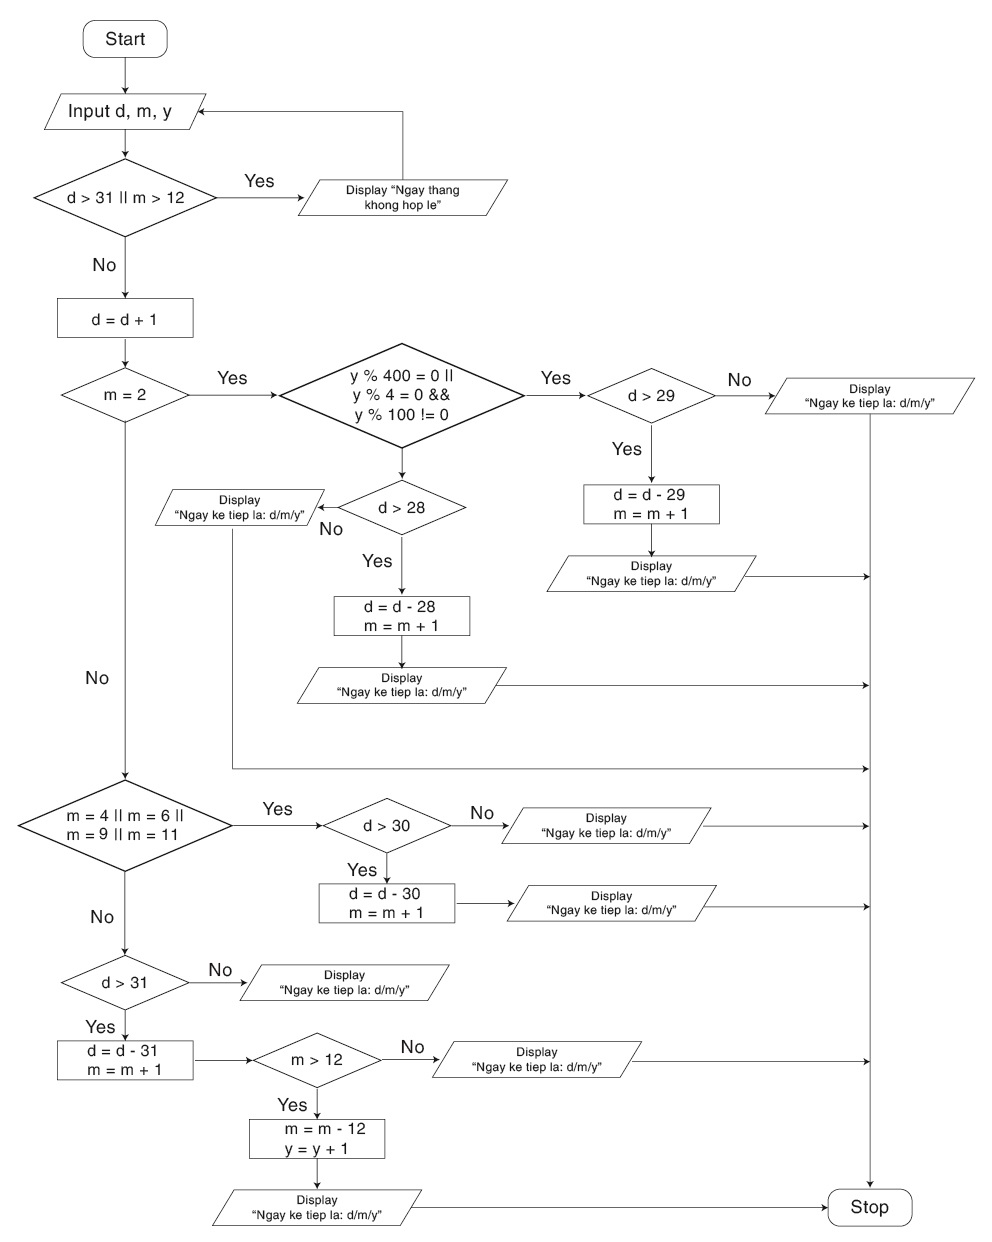 Start
Input d, m, y
d > 31 || m > 12
Yes
Display “Ngay thang
khong hop le”
No
d = d + 1
m = 2
Yes
y % 400 = 0 ||
y % 4 = 0 &&
y % 100 != 0
Yes
d > 29
No
Display
“Ngay ke tiep la: d/m/y”
Yes
d = d - 29
m = m + 1
Display
“Ngay ke tiep la: d/m/y”
d > 28
No
Display
“Ngay ke tiep la: d/m/y”
Yes
d = d - 28
m = m + 1
Display
“Ngay ke tiep la: d/m/y”
No
m = 4 || m = 6 ||
m = 9 || m = 11
Yes
d > 30
No
Display
“Ngay ke tiep la: d/m/y”
Yes
d = d - 30
m = m + 1
Display
“Ngay ke tiep la: d/m/y”
No
d > 31
No
Display
“Ngay ke tiep la: d/m/y”
Yes
d = d - 31
m = m + 1
m > 12
No
Display
“Ngay ke tiep la: d/m/y”
Yes
m = m - 12
y = y + 1
Display
“Ngay ke tiep la: d/m/y”
Stop